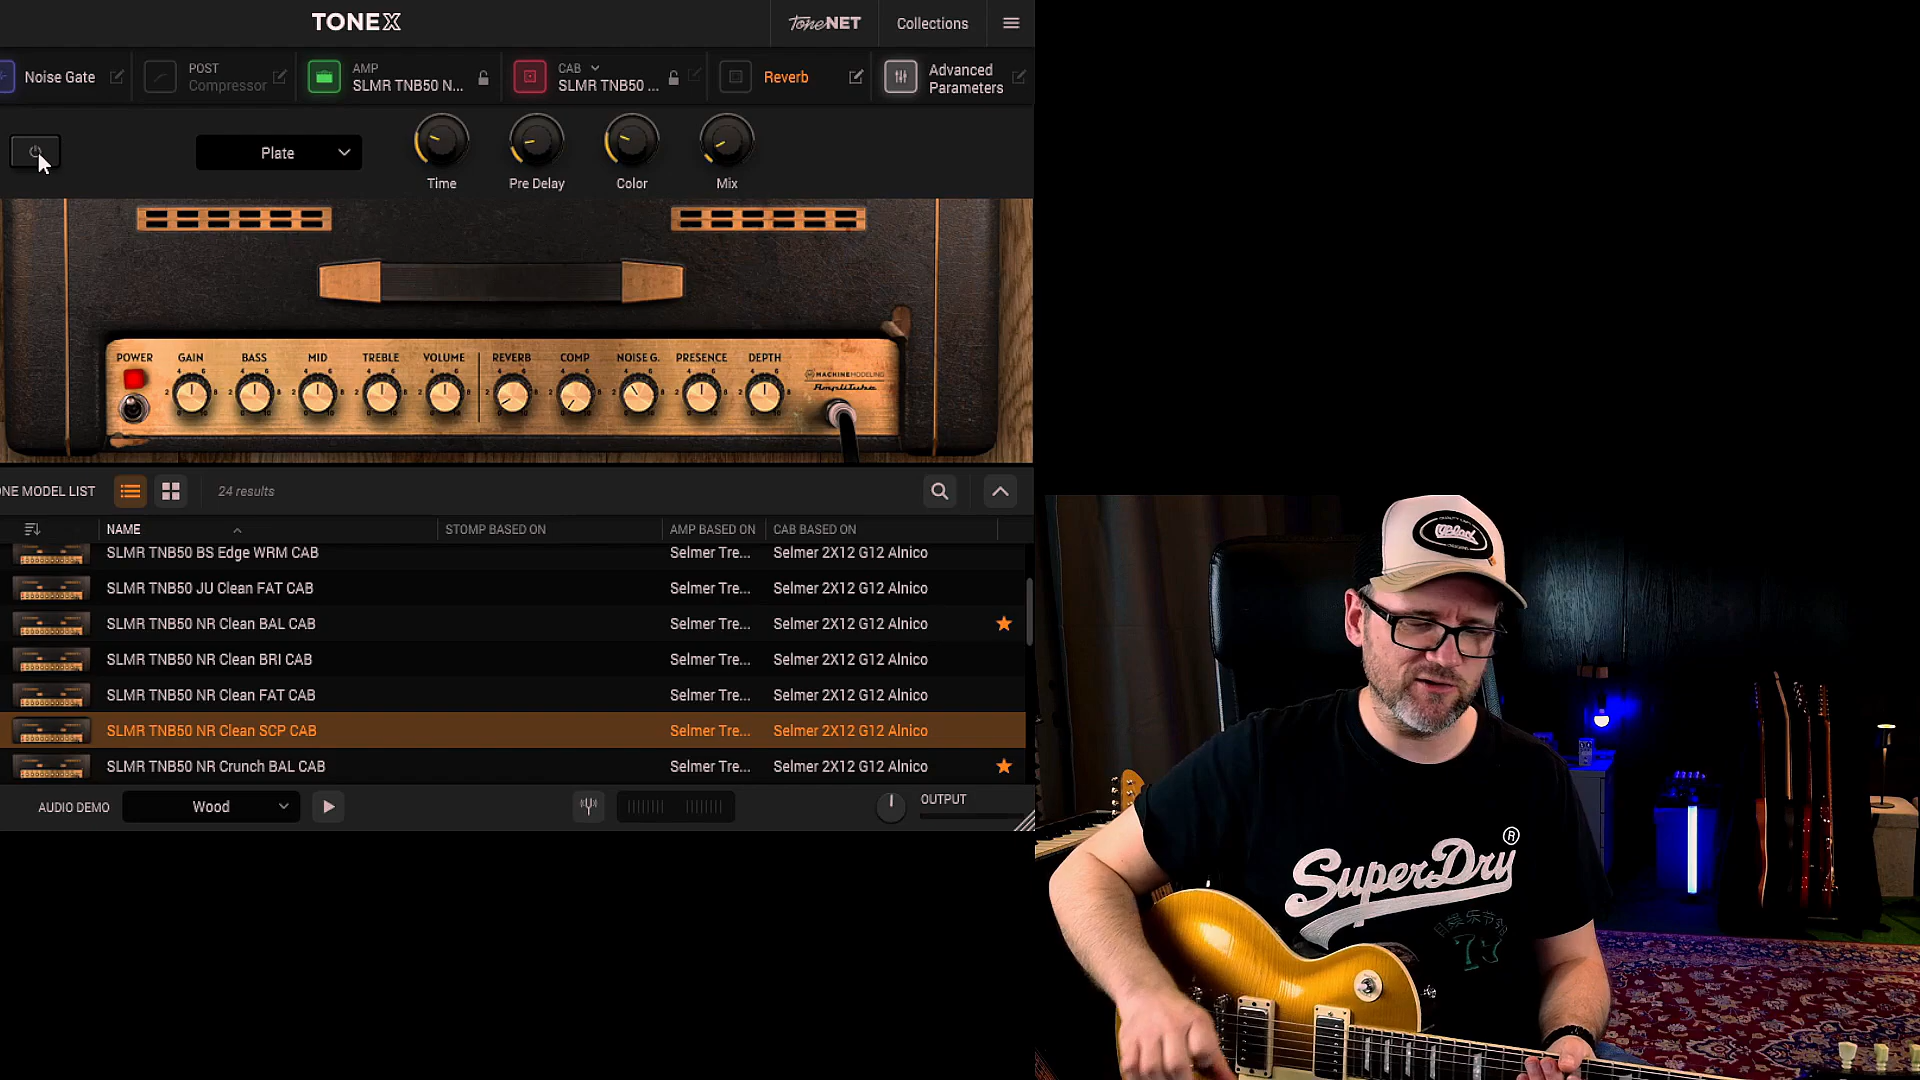 TONEX
ToneNET
Collections
Noise Gate
POST
Compressor
AMP
SLMR TNB50 N...
CAB
SLMR TNB50 ...
Reverb
Advanced
Parameters
Plate
Time
Pre Delay
Color
Mix
POWER GAIN BASS MID TREBLE VOLUME REVERB COMP NOISE G. PRESENCE DEPTH
MACHINE MODELING
AmpliTube
ONE MODEL LIST
24 results
NAME STOMP BASED ON AMP BASED ON CAB BASED ON
SLMR TNB50 BS Edge WRM CAB Selmer Tre... Selmer 2X12 G12 Alnico
SLMR TNB50 JU Clean FAT CAB Selmer Tre... Selmer 2X12 G12 Alnico
SLMR TNB50 NR Clean BAL CAB Selmer Tre... Selmer 2X12 G12 Alnico
SLMR TNB50 NR Clean BRI CAB Selmer Tre... Selmer 2X12 G12 Alnico
SLMR TNB50 NR Clean FAT CAB Selmer Tre... Selmer 2X12 G12 Alnico
SLMR TNB50 NR Clean SCP CAB Selmer Tre... Selmer 2X12 G12 Alnico
SLMR TNB50 NR Crunch BAL CAB Selmer Tre... Selmer 2X12 G12 Alnico
AUDIO DEMO
Wood
OUTPUT
SuperDry®